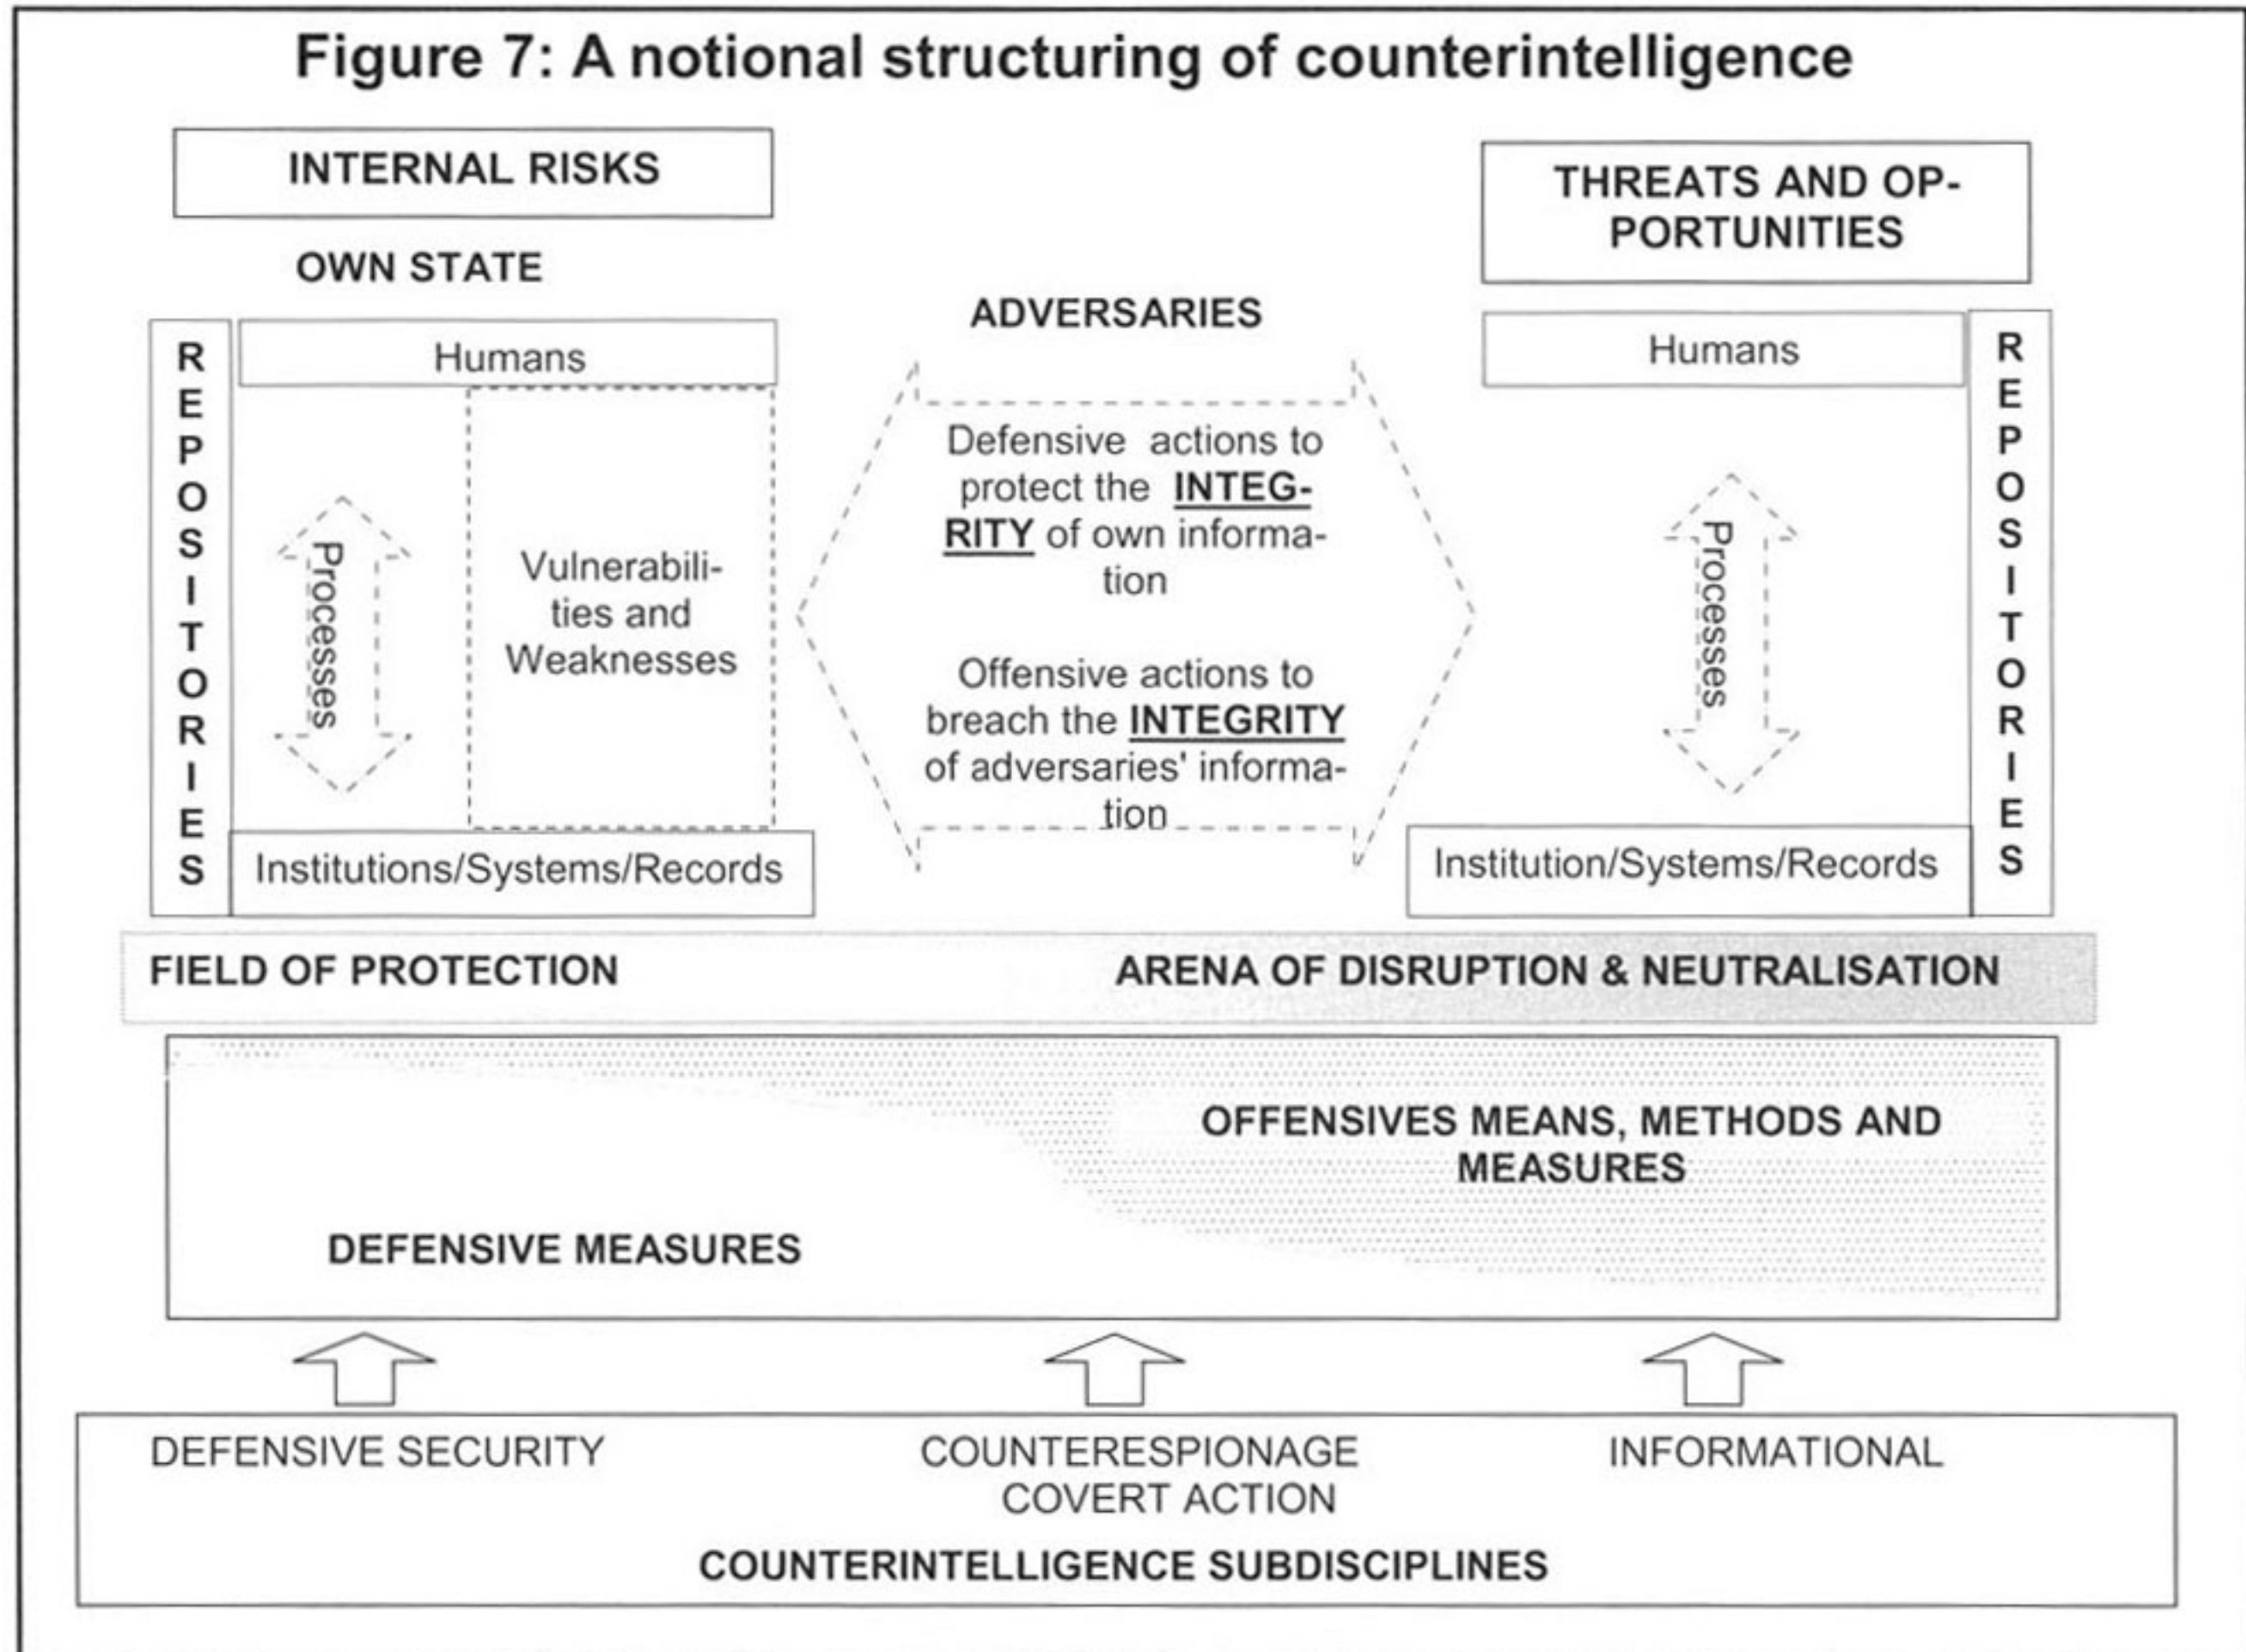 Figure 7: A notional structuring of counterintelligence
INTERNAL RISKS
THREATS AND OP-
PORTUNITIES
OWN STATE
ADVERSARIES
REPOSITORIES
Humans
Processes
Vulnerabili-
ties and
Weaknesses
Institutions/Systems/Records
Defensive actions to
protect the INTEG-
RITY of own informa-
tion
Offensive actions to
breach the INTEGRITY
of adversaries' informa-
tion
Humans
Processes
Institution/Systems/Records
REPOSITORIES
FIELD OF PROTECTION
ARENA OF DISRUPTION & NEUTRALISATION
OFFENSIVES MEANS, METHODS AND
MEASURES
DEFENSIVE MEASURES
DEFENSIVE SECURITY
COUNTERESPIONAGE
COVERT ACTION
INFORMATIONAL
COUNTERINTELLIGENCE SUBDISCIPLINES